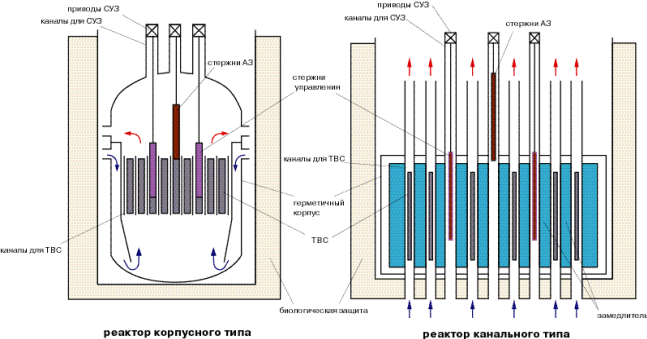 приводы СУЗ
каналы для СУЗ
стержни АЗ
стержни
управления
каналы для ТВС
герметичный
корпус
ТВС
каналы для ТВС
биологическая защита
реактор корпусного типа
приводы СУЗ
каналы для СУЗ
стержни АЗ
замедлитель
реактор канального типа